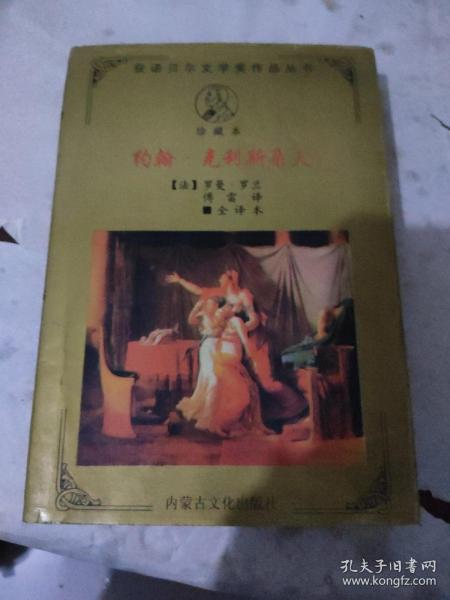 获诺贝尔文学奖作品丛书
珍藏本
约翰·克利斯朵夫
【法】罗曼·罗兰
傅雷 译
■全译本
内蒙古文化出版社
孔夫子旧书网
www.kongfz.com